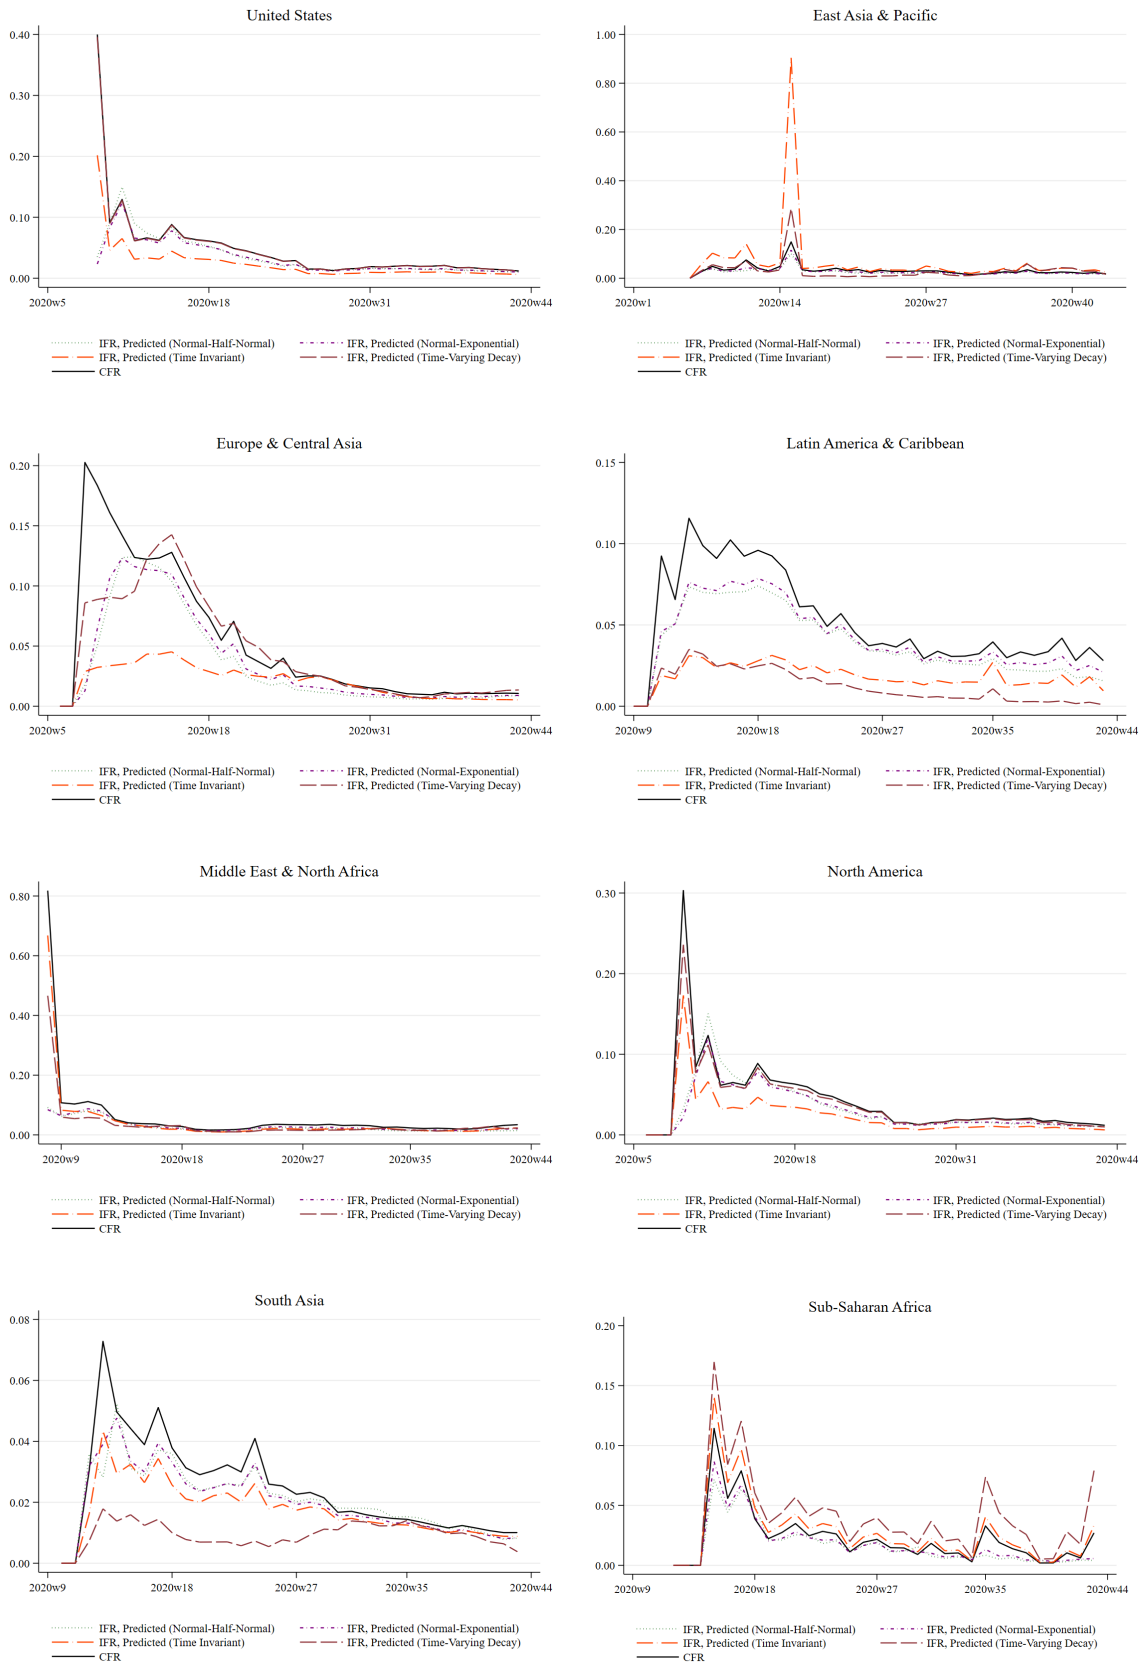 United States
0.40
0.30
0.20
0.10
0.00
2020w5 2020w18 2020w31 2020w44
IFR, Predicted (Normal-Half-Normal) IFR, Predicted (Normal-Exponential)
IFR, Predicted (Time Invariant) IFR, Predicted (Time-Varying Decay)
CFR
East Asia & Pacific
1.00
0.80
0.60
0.40
0.20
0.00
2020w1 2020w14 2020w27 2020w40
IFR, Predicted (Normal-Half-Normal) IFR, Predicted (Normal-Exponential)
IFR, Predicted (Time Invariant) IFR, Predicted (Time-Varying Decay)
CFR
Europe & Central Asia
0.20
0.15
0.10
0.05
0.00
2020w5 2020w18 2020w31 2020w44
IFR, Predicted (Normal-Half-Normal) IFR, Predicted (Normal-Exponential)
IFR, Predicted (Time Invariant) IFR, Predicted (Time-Varying Decay)
CFR
Latin America & Caribbean
0.15
0.10
0.05
0.00
2020w9 2020w18 2020w27 2020w35 2020w44
IFR, Predicted (Normal-Half-Normal) IFR, Predicted (Normal-Exponential)
IFR, Predicted (Time Invariant) IFR, Predicted (Time-Varying Decay)
CFR
Middle East & North Africa
0.80
0.60
0.40
0.20
0.00
2020w9 2020w18 2020w27 2020w35 2020w44
IFR, Predicted (Normal-Half-Normal) IFR, Predicted (Normal-Exponential)
IFR, Predicted (Time Invariant) IFR, Predicted (Time-Varying Decay)
CFR
North America
0.30
0.20
0.10
0.00
2020w5 2020w18 2020w31 2020w44
IFR, Predicted (Normal-Half-Normal) IFR, Predicted (Normal-Exponential)
IFR, Predicted (Time Invariant) IFR, Predicted (Time-Varying Decay)
CFR
South Asia
0.08
0.06
0.04
0.02
0.00
2020w9 2020w18 2020w27 2020w35 2020w44
IFR, Predicted (Normal-Half-Normal) IFR, Predicted (Normal-Exponential)
IFR, Predicted (Time Invariant) IFR, Predicted (Time-Varying Decay)
CFR
Sub-Saharan Africa
0.20
0.15
0.10
0.05
0.00
2020w9 2020w18 2020w27 2020w35 2020w44
IFR, Predicted (Normal-Half-Normal) IFR, Predicted (Normal-Exponential)
IFR, Predicted (Time Invariant) IFR, Predicted (Time-Varying Decay)
CFR